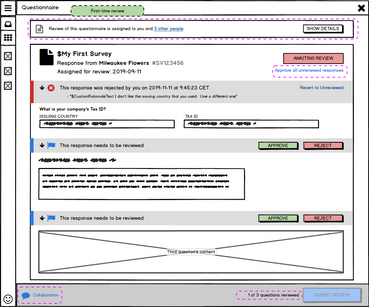 Questionnaire
First-time review
Review of this questionnaire is assigned to you and 3 other people.
SHOW DETAILS
$My First Survey
Response from Milwaukee Flowers #SV123456
Assigned for review: 2019-09-11
AWAITING REVIEW
Approve all unreviewed responses
This response was rejected by you on 2019-11-11 at 9:45:23 CET
Revert to Unreviewed
"$CustomRationaleText I don't like the issuing country that you used. Use a different one"
What is your company's Tax ID?
ISSUING COUNTRY
TAX ID
This response needs to be reviewed
APPROVE
REJECT
This response needs to be reviewed
APPROVE
REJECT
Third question's content
Collaboration
1 of 3 questions reviewed
SUBMIT REVIEW